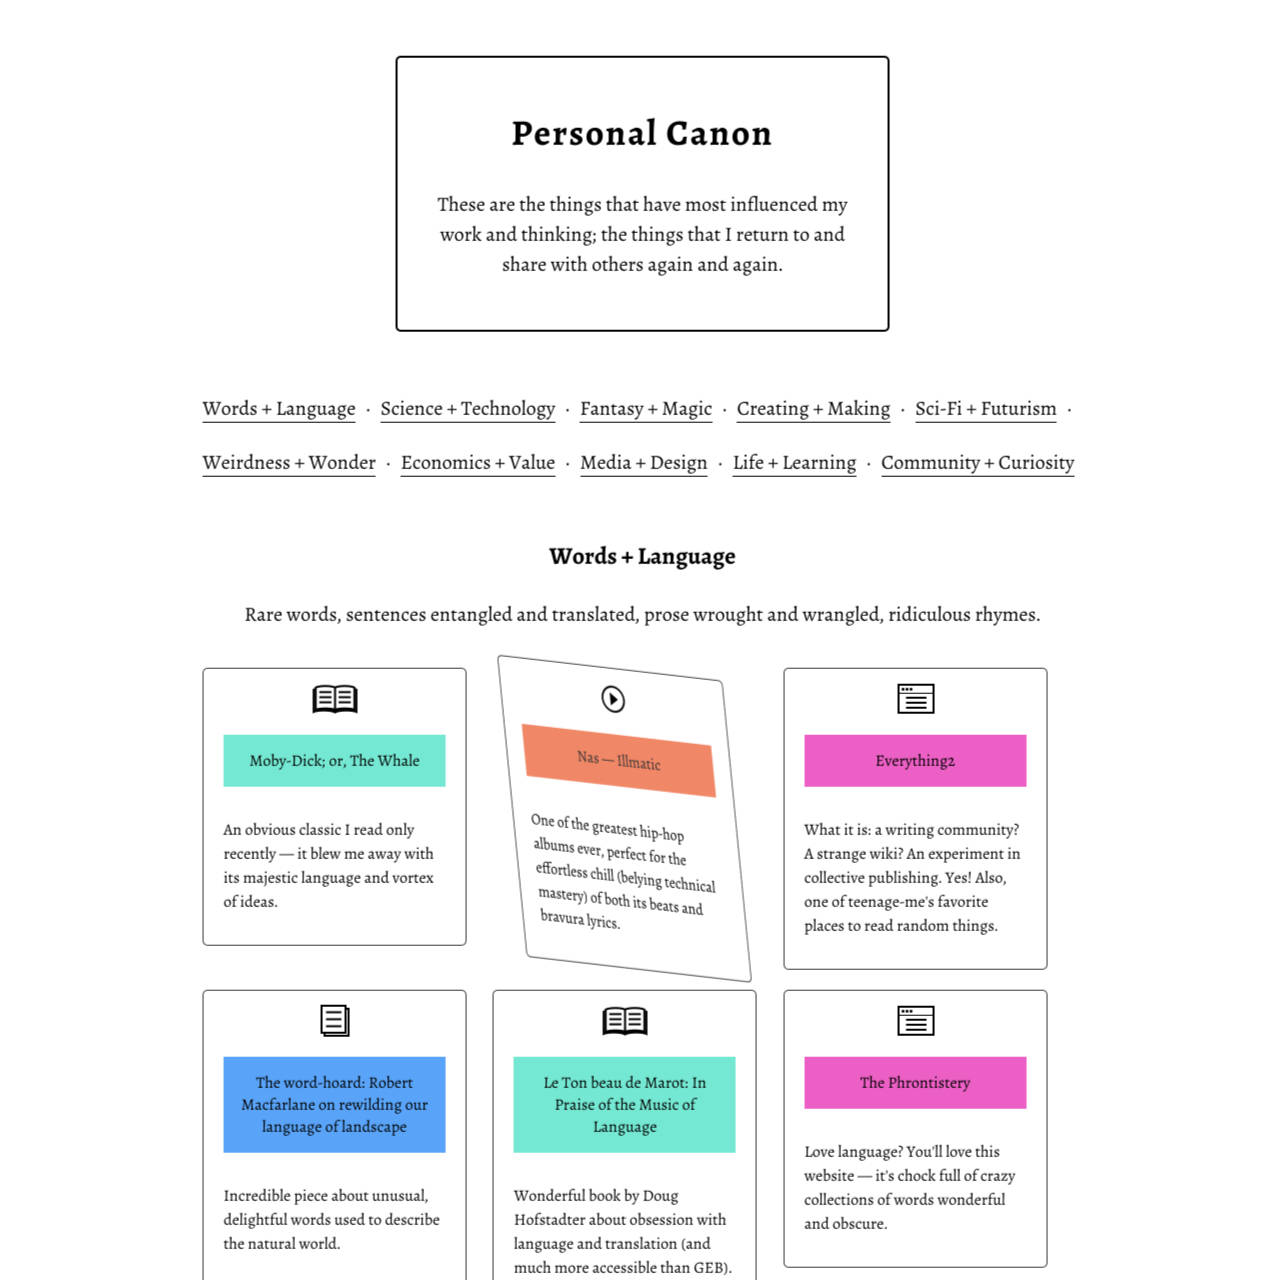 Personal Canon
These are the things that have most influenced my
work and thinking; the things that I return to and
share with others again and again.
Words + Language · Science + Technology · Fantasy + Magic · Creating + Making · Sci-Fi + Futurism ·
Weirdness + Wonder · Economics + Value · Media + Design · Life + Learning · Community + Curiosity
Words + Language
Rare words, sentences entangled and translated, prose wrought and wrangled, ridiculous rhymes.
Moby-Dick; or, The Whale
An obvious classic I read only
recently — it blew me away with
its majestic language and vortex
of ideas.
Nas — Illmatic
One of the greatest hip-hop
albums ever, perfect for the
effortless chill (belying technical
mastery) of both its beats and
bravura lyrics.
Everything2
What it is: a writing community?
A strange wiki? An experiment in
collective publishing. Yes! Also,
one of teenage-me's favorite
places to read random things.
The word-hoard: Robert
Macfarlane on rewilding our
language of landscape
Incredible piece about unusual,
delightful words used to describe
the natural world.
Le Ton beau de Marot: In
Praise of the Music of
Language
Wonderful book by Doug
Hofstadter about obsession with
language and translation (and
much more accessible than GEB).
The Phrontistery
Love language? You'll love this
website — it's chock full of crazy
collections of words wonderful
and obscure.